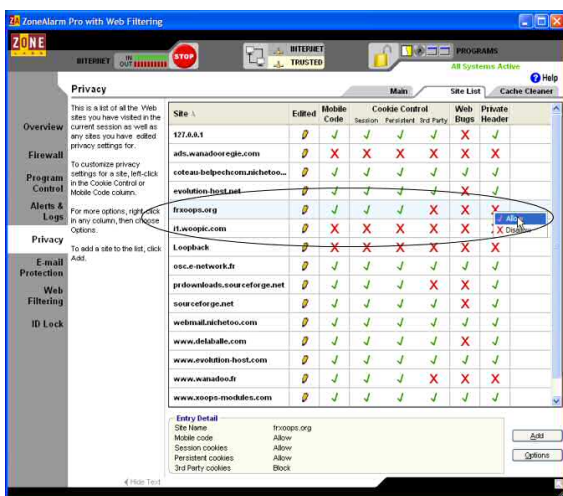 ZA ZoneAlarm Pro with Web Filtering
ZONE
LABS
INTERNET
IN
OUT
STOP
INTERNET
TRUSTED
PROGRAMS
All Systems Active
Help
Privacy
Main
Site List
Cache Cleaner
Overview
Firewall
Program
Control
Alerts &
Logs
Privacy
E-mail
Protection
Web
Filtering
ID Lock
This is a list of all the Web
sites you have visited in the
current session as well as
any sites you have edited
privacy settings for.
To customize privacy
settings for a site, left-click
in the Cookie Control or
Mobile Code column.
For more options, right-click
in any column, then choose
Options.
To add a site to the list, click
Add.
Site
Edited
Mobile
Code
Cookie Control
Session Persistent 3rd Party
Web
Bugs
Private
Header
127.0.0.1
ads.wanadooregie.com
coteau-belpechcom.nichetoo...
evolution-host.net
frxoops.org
i1.woopic.com
Loopback
osc.e-network.fr
prdownloads.sourceforge.net
sourceforge.net
webmail.nichetoo.com
www.delaballe.com
www.evolution-host.com
www.wanadoo.fr
www.xoops-modules.com
Allow
Disallow
Entry Detail
Site Name frxoops.org
Mobile code Allow
Session cookies Allow
Persistent cookies Allow
3rd Party cookies Block
Add
Options
Hide Text